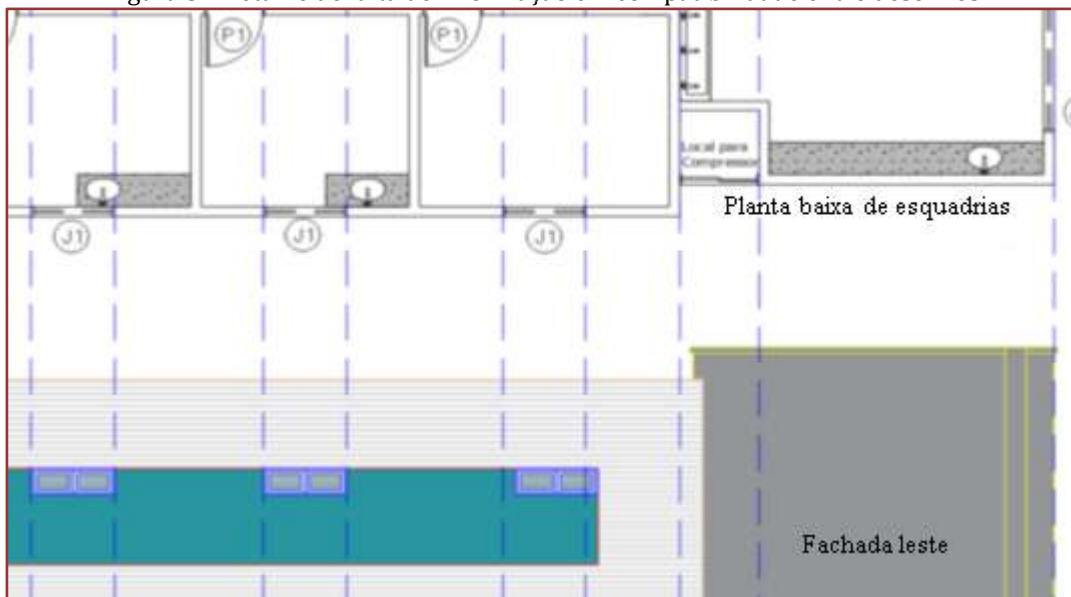 P1
P1
Local para
Compressor
Planta baixa de esquadrias
J1
J1
J1
Fachada leste